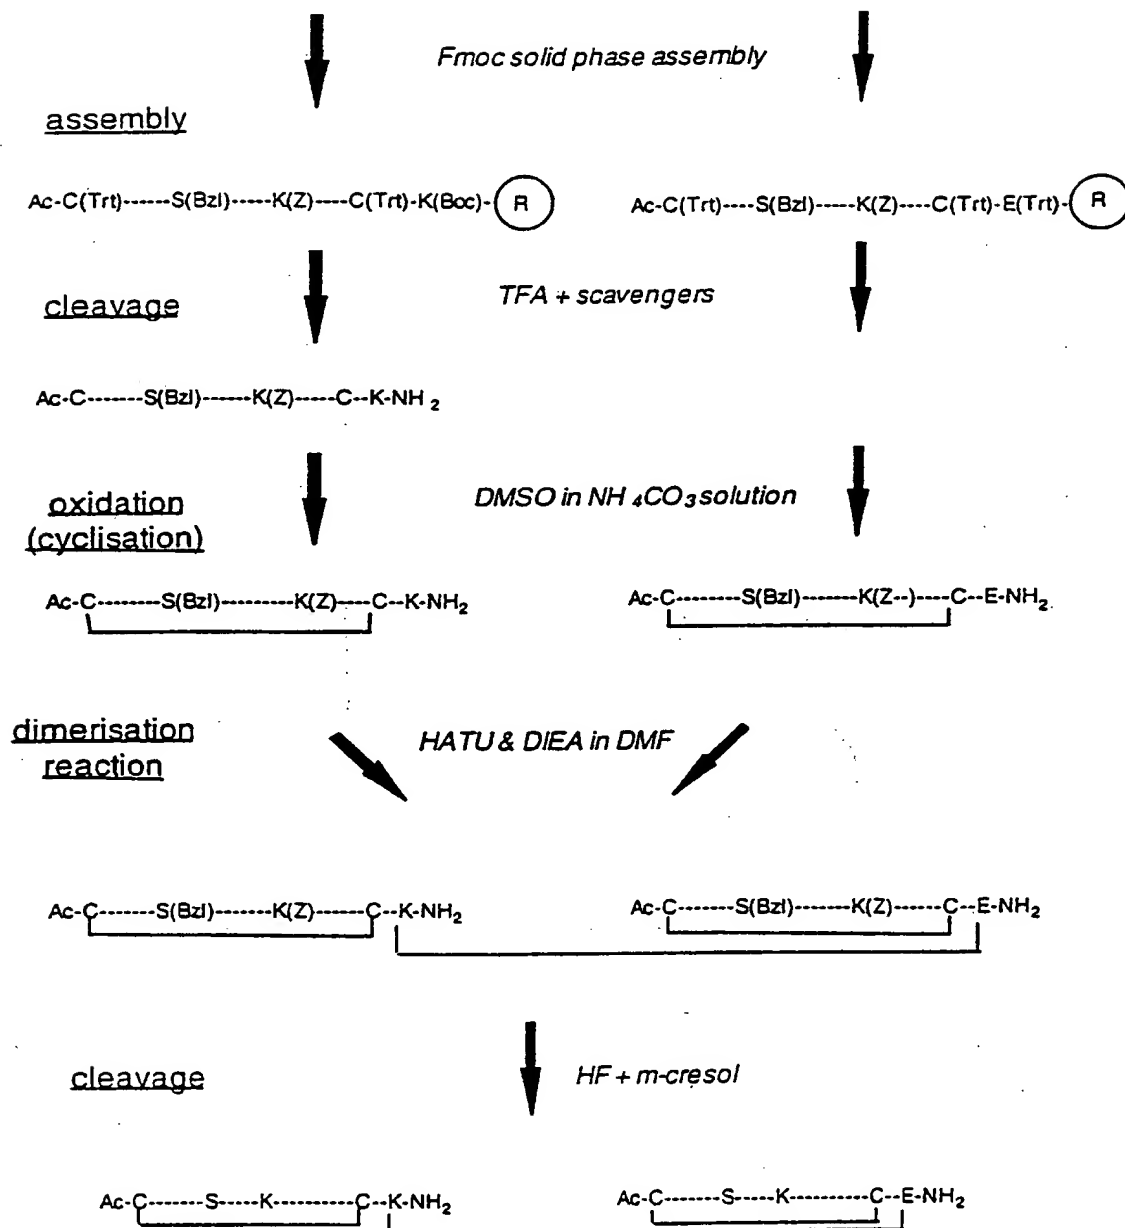 Fmoc solid phase assembly
assembly
Ac-C(Trt)------S(Bzl)-----K(Z)----C(Trt)-K(Boc)- R
Ac-C(Trt)----S(Bzl)-----K(Z)----C(Trt)-E(Trt)- R
cleavage
TFA + scavengers
Ac-C-------S(Bzl)------K(Z)-----C--K-NH2
oxidation
(cyclisation)
DMSO in NH4CO3 solution
Ac-C--------S(Bzl)---------K(Z)----C--K-NH2
Ac-C--------S(Bzl)------K(Z--)----C--E-NH2
dimerisation
reaction
HATU & DIEA in DMF
Ac-C-------S(Bzl)-------K(Z)------C--K-NH2
Ac-C-------S(Bzl)------K(Z)------C--E-NH2
cleavage
HF + m-cresol
Ac-C-------S-----K----------C--K-NH2
Ac-C-------S-----K----------C--E-NH2